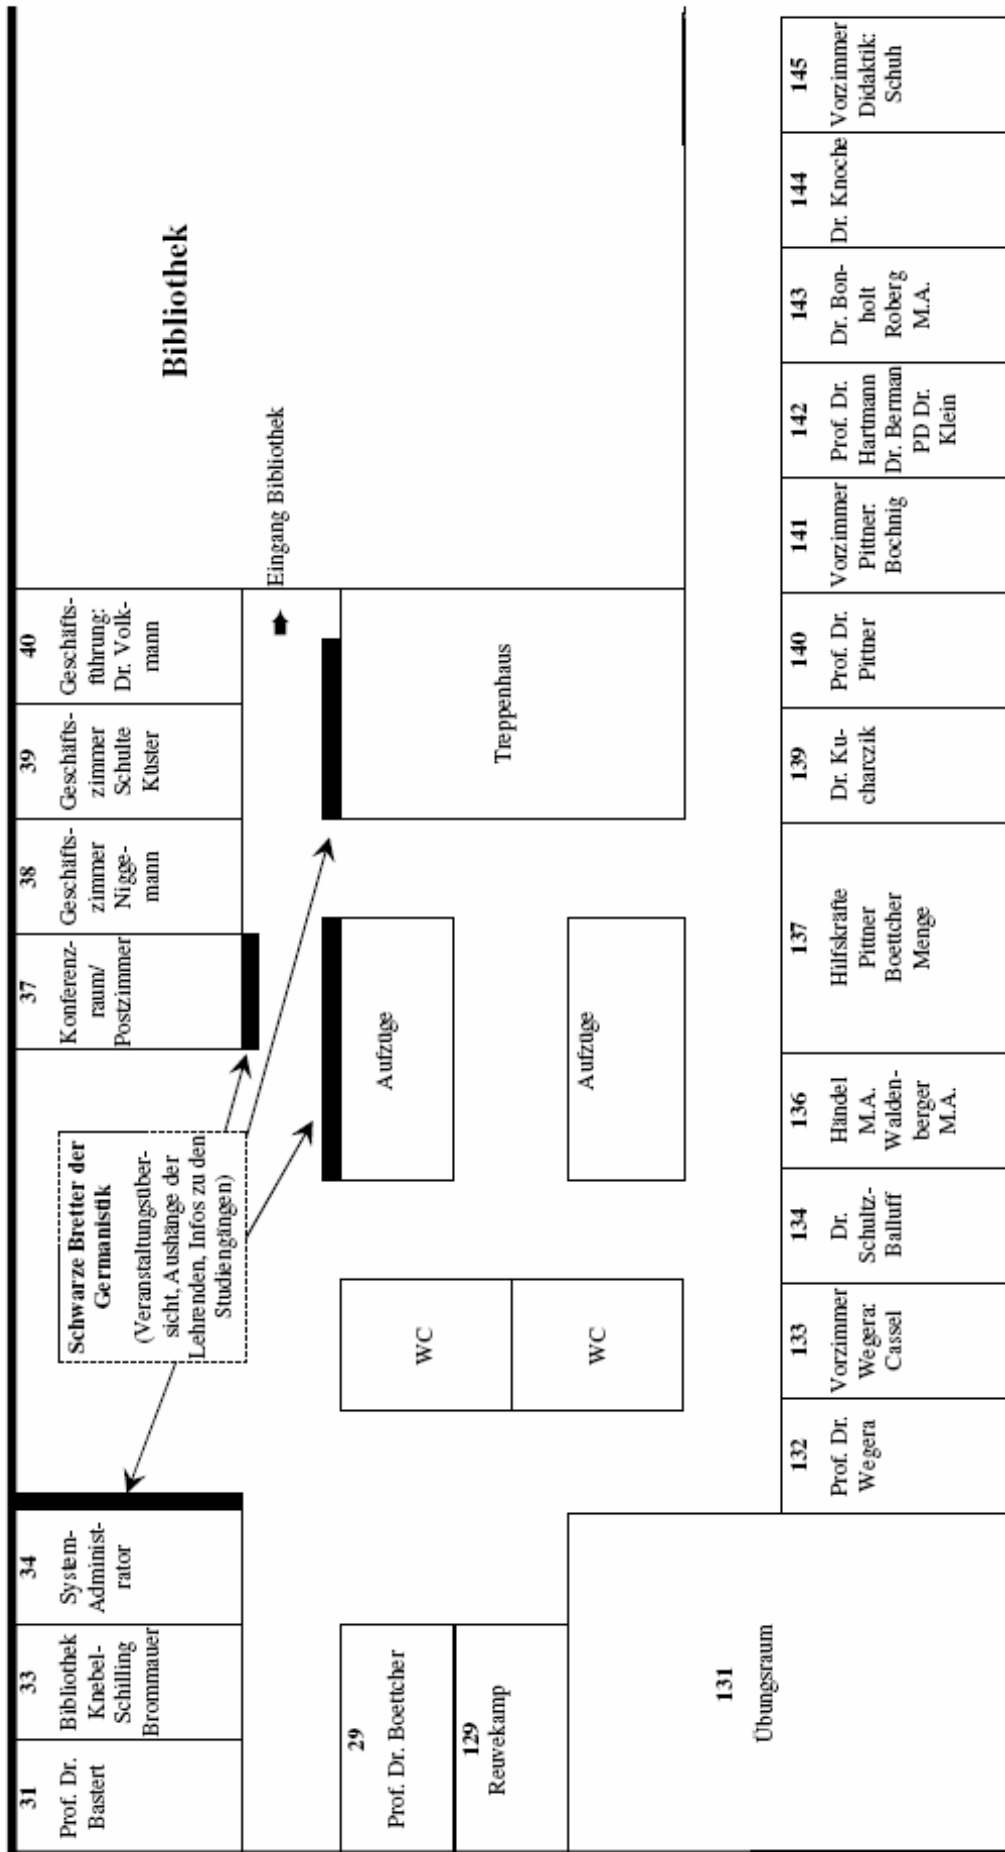 31
Prof. Dr.
Bastert
33
Bibliothek
Knebel-
Schilling
Brommauer
34
System-
Administ-
rator
Schwarze Bretter der
Germanistik
(Veranstaltungsüber-
sicht, Aushänge der
Lehrenden, Infos zu den
Studiengängen)
37
Konferenz-
raum/
Postzimmer
38
Geschäfts-
zimmer
Nigge-
mann
39
Geschäfts-
zimmer
Schulte
Küster
40
Geschäfts-
führung:
Dr. Volk-
mann
Bibliothek
Eingang Bibliothek
29
Prof. Dr. Boettcher
129
Reuvekamp
WC
WC
Aufzüge
Aufzüge
Treppenhaus
131
Übungsraum
132
Prof. Dr.
Wegera
133
Vorzimmer
Wegera:
Cassel
134
Dr.
Schultz-
Balluff
136
Händel
M.A.
Walden-
berger
M.A.
137
Hilfskräfte
Pittner
Boettcher
Menge
139
Dr. Ku-
charczik
140
Prof. Dr.
Pittner
141
Vorzimmer
Pittner:
Bochnig
142
Prof. Dr.
Hartmann
Dr. Berman
PD Dr.
Klein
143
Dr. Bon-
holt
Roberg
M.A.
144
Dr. Knoche
145
Vorzimmer
Didaktik:
Schuh